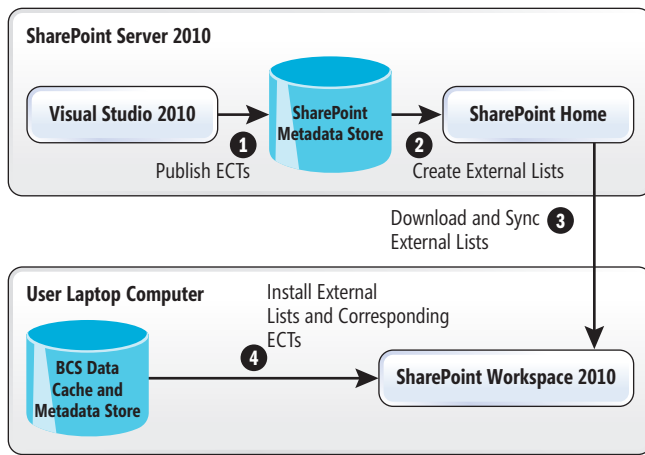 SharePoint Server 2010
Visual Studio 2010
SharePoint
Metadata Store
SharePoint Home
1
Publish ECTs
2
Create External Lists
Download and Sync
External Lists
3
User Laptop Computer
Install External
Lists and Corresponding
ECTs
4
BCS Data
Cache and
Metadata Store
SharePoint Workspace 2010